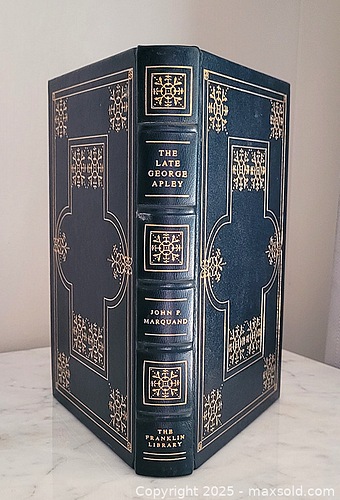 THE
LATE
GEORGE
APLEY
JOHN P.
MARQUAND
THE
FRANKLIN
LIBRARY
Copyright © 2025 - maxsold.com